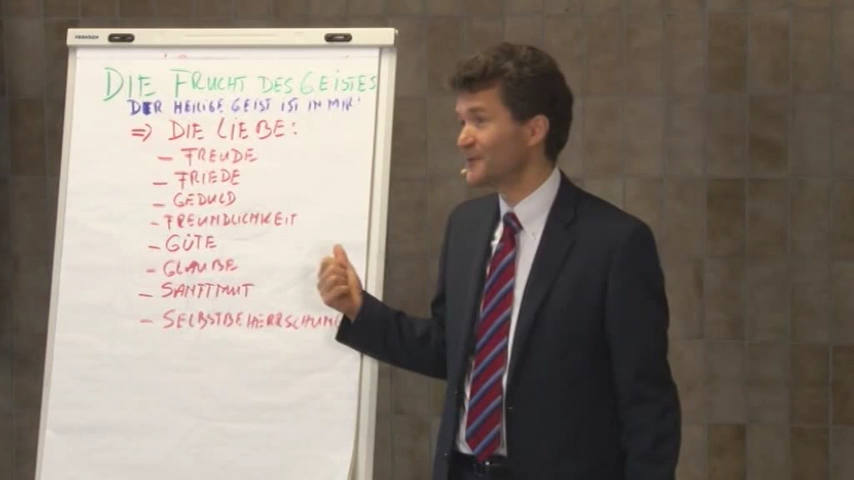 DIE FRUCHT DES GEISTES
DER HEILIGE GEIST IST IN MIR!
=> DIE LIEBE:
- FREUDE
- FRIEDE
- GEDULD
- FREUNDLICHKEIT
- GÜTE
- GLAUBE
- SANFTMUT
- SELBSTBEHERRSCHUN